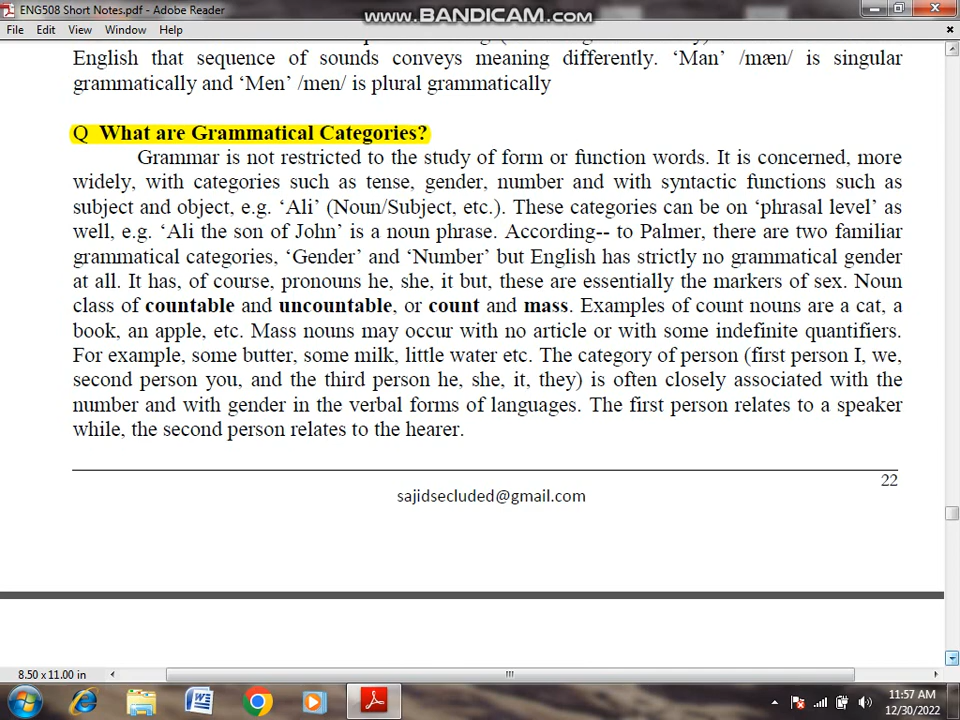 ENG508 Short Notes.pdf - Adobe Reader
www.BANDICAM.com
File Edit View Window Help
English that sequence of sounds conveys meaning differently. ‘Man’ /mæn/ is singular
grammatically and ‘Men’ /men/ is plural grammatically
Q What are Grammatical Categories?
Grammar is not restricted to the study of form or function words. It is concerned, more
widely, with categories such as tense, gender, number and with syntactic functions such as
subject and object, e.g. ‘Ali’ (Noun/Subject, etc.). These categories can be on ‘phrasal level’ as
well, e.g. ‘Ali the son of John’ is a noun phrase. According-- to Palmer, there are two familiar
grammatical categories, ‘Gender’ and ‘Number’ but English has strictly no grammatical gender
at all. It has, of course, pronouns he, she, it but, these are essentially the markers of sex. Noun
class of countable and uncountable, or count and mass. Examples of count nouns are a cat, a
book, an apple, etc. Mass nouns may occur with no article or with some indefinite quantifiers.
For example, some butter, some milk, little water etc. The category of person (first person I, we,
second person you, and the third person he, she, it, they) is often closely associated with the
number and with gender in the verbal forms of languages. The first person relates to a speaker
while, the second person relates to the hearer.
22
sajidsecluded@gmail.com
8.50 x 11.00 in
11:57 AM
12/30/2022